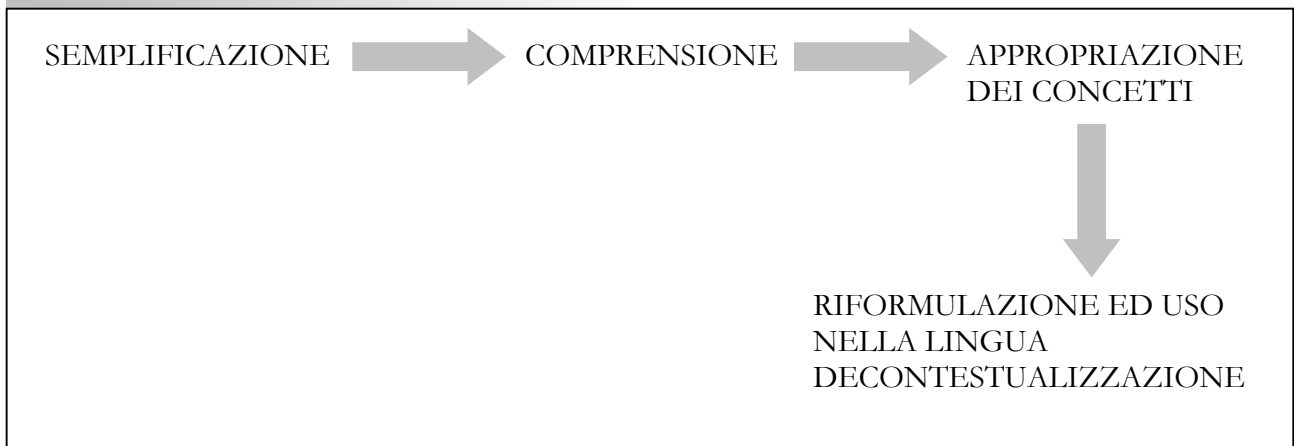 SEMPLIFICAZIONE
COMPRENSIONE
APPROPRIAZIONE
DEI CONCETTI
RIFORMULAZIONE ED USO
NELLA LINGUA
DECONTESTUALIZZAZIONE